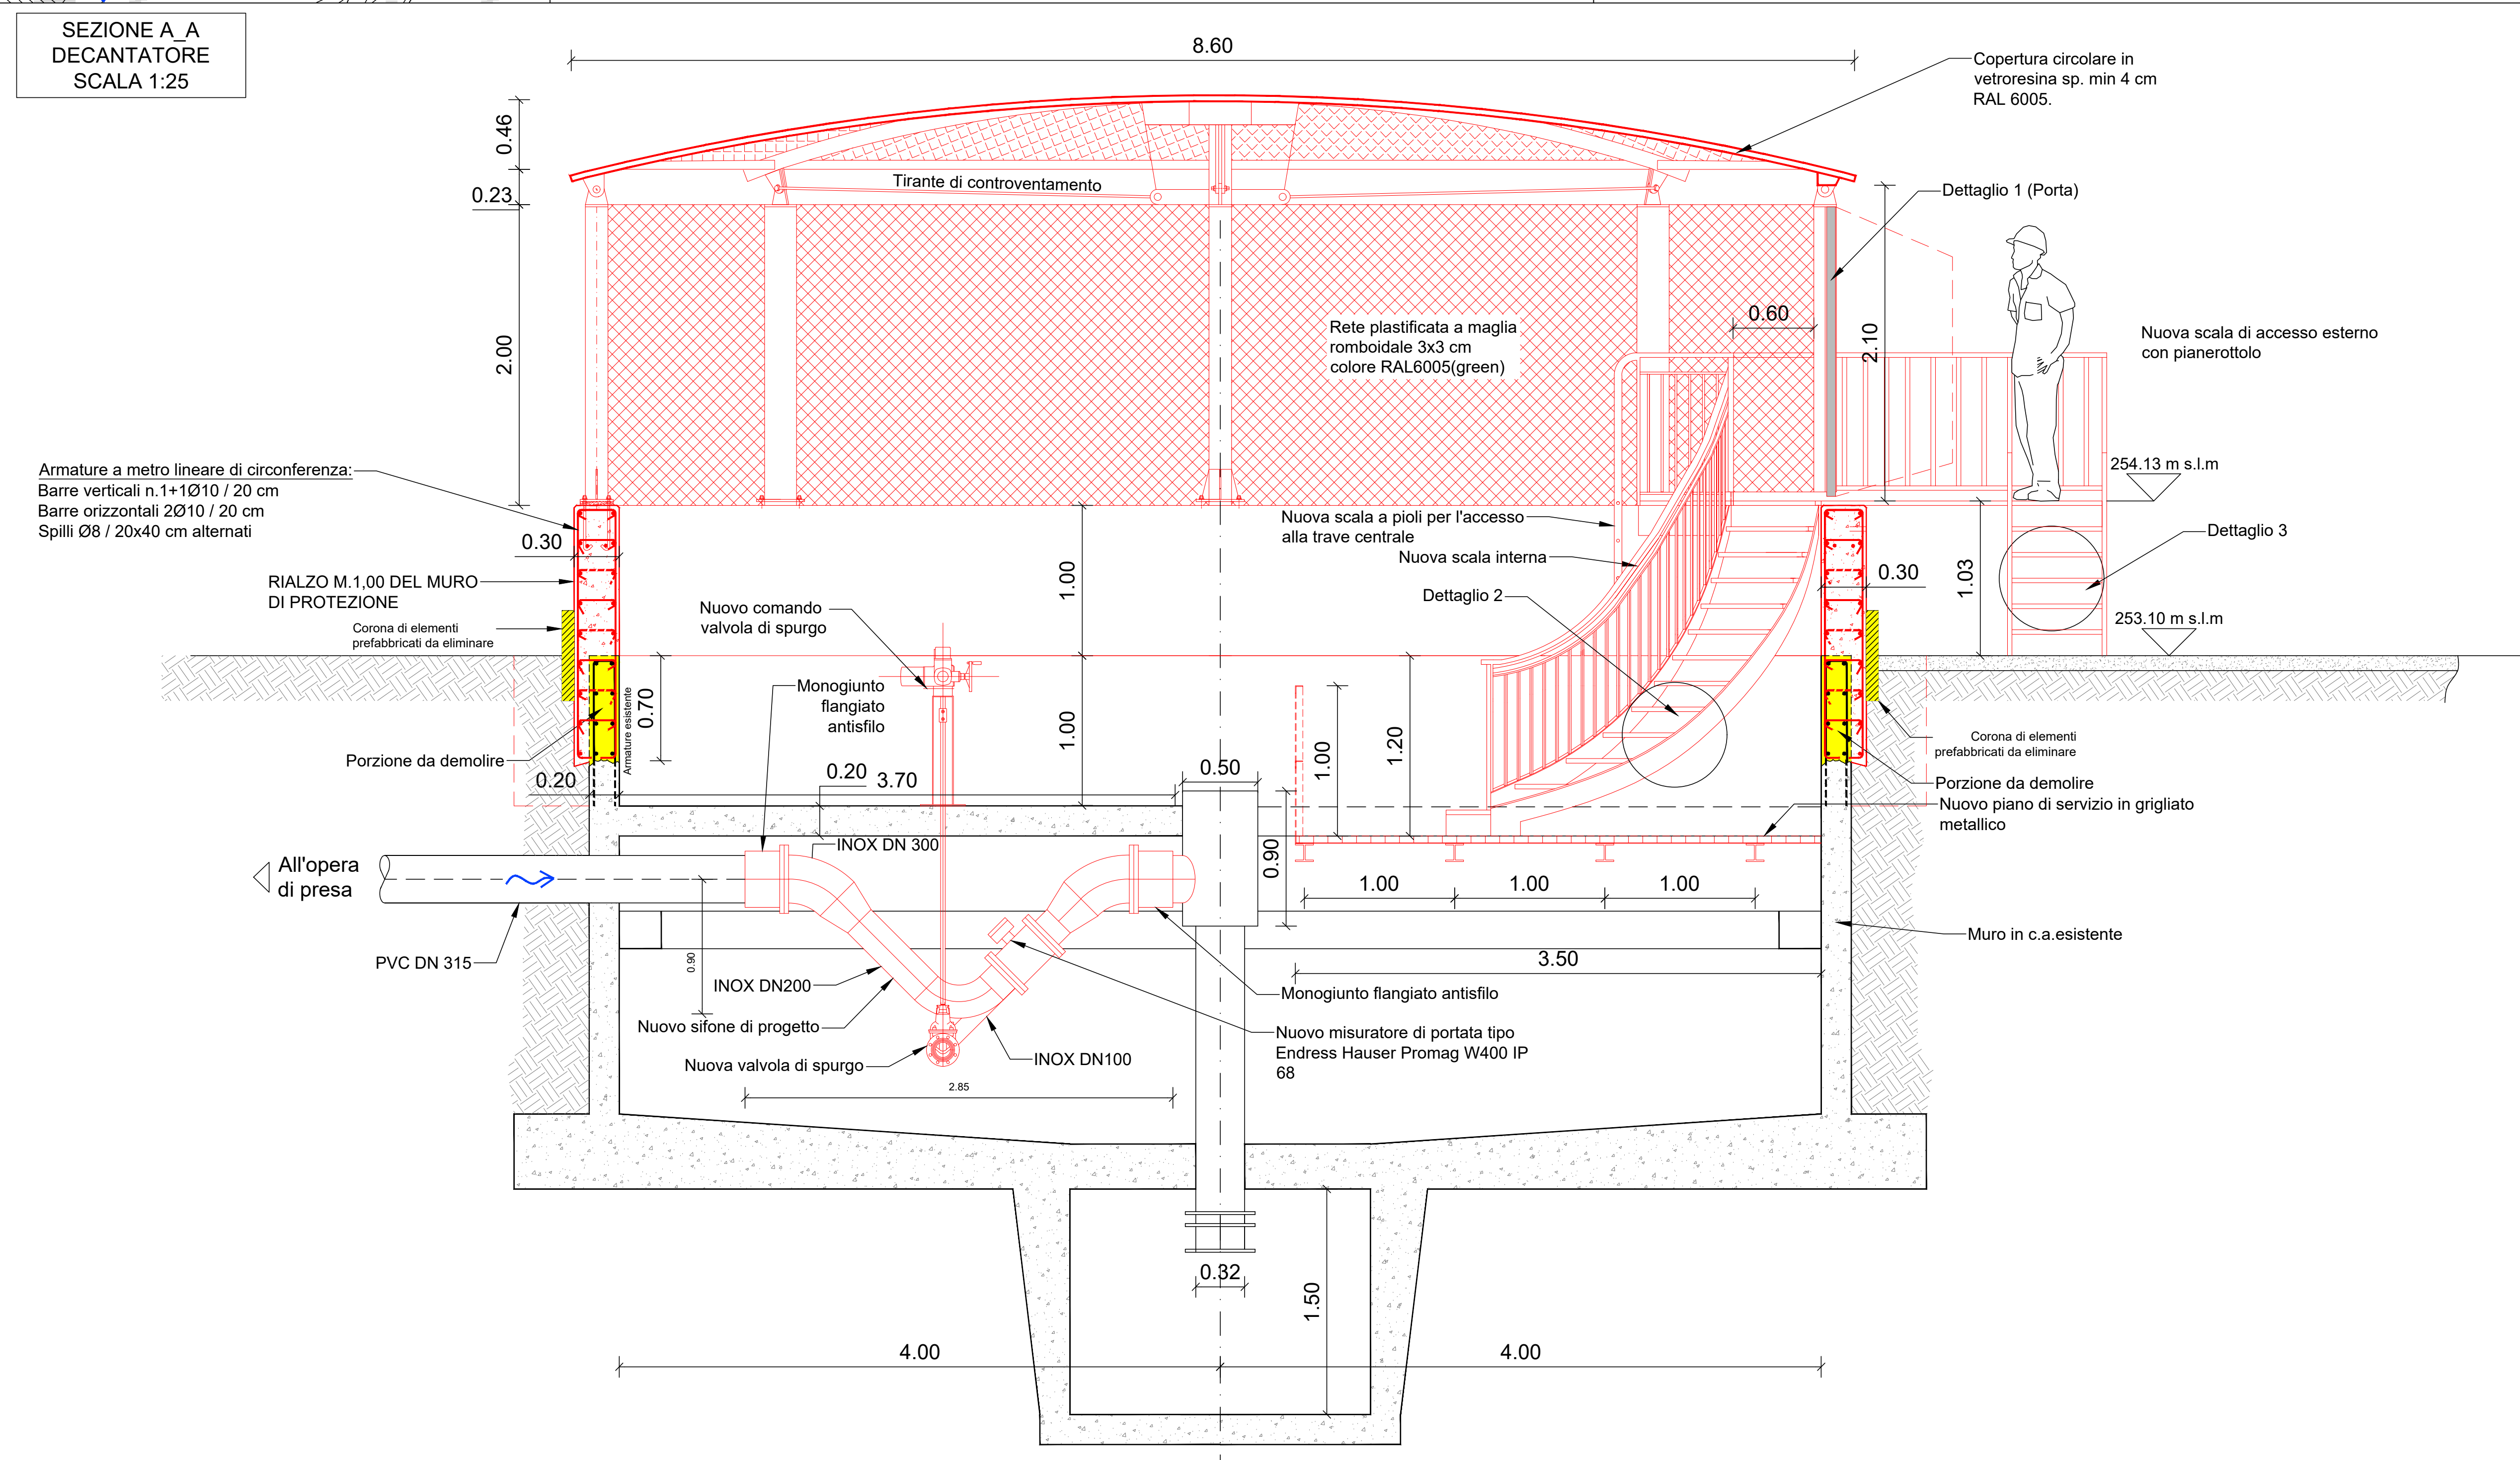 SEZIONE A_A
DECANTATORE
SCALA 1:25
8.60
Copertura circolare in
vetroresina sp. min 4 cm
RAL 6005.
0.46
0.23
Tirante di controventamento
Dettaglio 1 (Porta)
2.00
Rete plastificata a maglia
romboidale 3x3 cm
colore RAL6005(green)
0.60
2.10
Nuova scala di accesso esterno
con pianerottolo
254.13 m s.l.m
Armature a metro lineare di circonferenza:
Barre verticali n.1+1Ø10 / 20 cm
Barre orizzontali 2Ø10 / 20 cm
Spilli Ø8 / 20x40 cm alternati
0.30
Nuova scala a pioli per l'accesso
alla trave centrale
Nuova scala interna
Dettaglio 2
Dettaglio 3
RIALZO M.1,00 DEL MURO
DI PROTEZIONE
1.00
0.30
1.03
Corona di elementi
prefabbricati da eliminare
Nuovo comando
valvola di spurgo
253.10 m s.l.m
Armature esistente
0.70
Monogiunto
flangiato
antisfilo
1.00
1.00
1.20
Corona di elementi
prefabbricati da eliminare
Porzione da demolire
0.20
0.20
3.70
0.50
Porzione da demolire
Nuovo piano di servizio in grigliato
metallico
INOX DN 300
0.90
All'opera
di presa
1.00
1.00
1.00
PVC DN 315
0.90
INOX DN200
Muro in c.a.esistente
3.50
Monogiunto flangiato antisfilo
Nuovo sifone di progetto
Nuovo misuratore di portata tipo
Endress Hauser Promag W400 IP
68
Nuova valvola di spurgo
INOX DN100
2.85
0.32
1.50
4.00
4.00